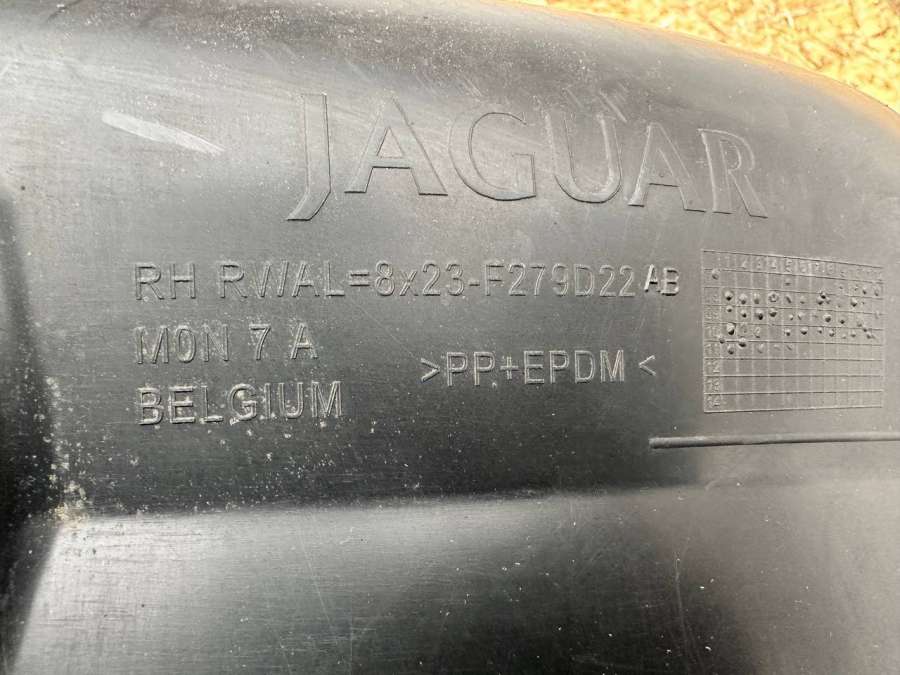 JAGUAR
RH RWAL=8x23-F279D22AB
M0N 7 A
>PP+EPDM<
BELGIUM